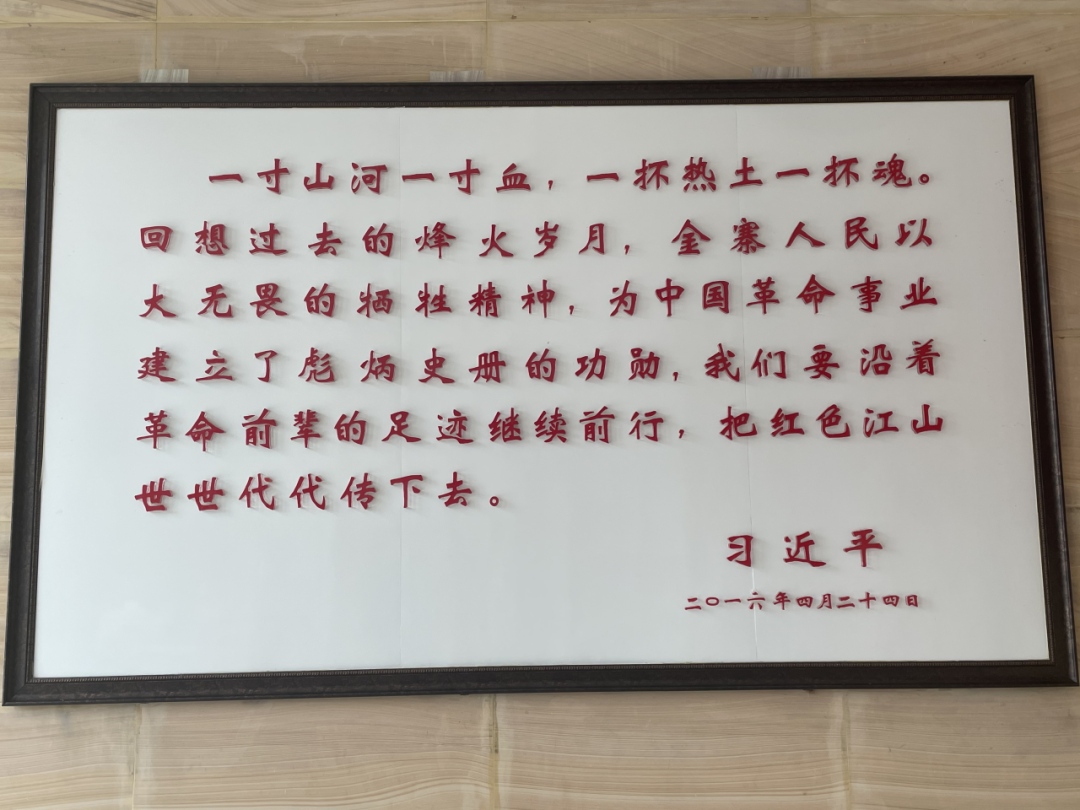 一寸山河一寸血，一抔热土一抔魂。
回想过去的烽火岁月，金寨人民以
大无畏的牺牲精神，为中国革命事业
建立了彪炳史册的功勋，我们要沿着
革命前辈的足迹继续前行，把红色江山
世世代代传下去。
习近平
二〇一六年四月二十四日